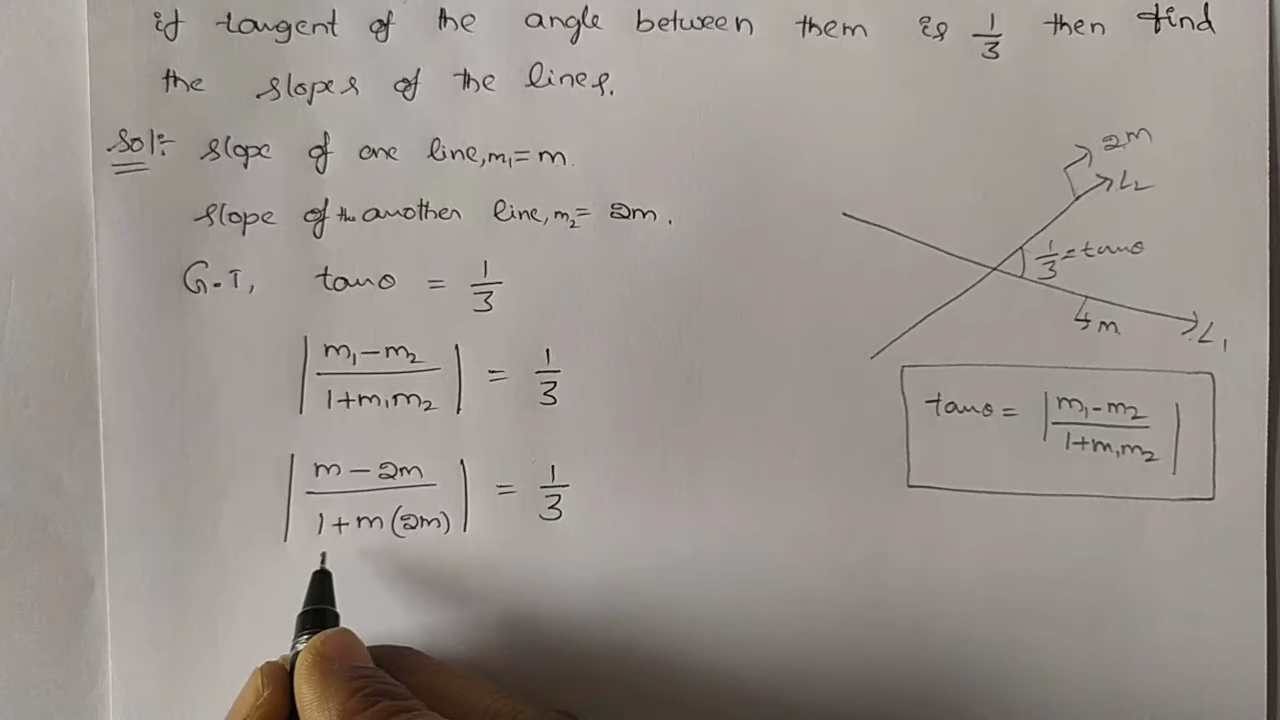 if tangent of the angle between them is 1/3 then find
the slopes of the lines.
Sol:- slope of one line, m₁ = m.
slope of the another line, m₂ = 2m.
G.T, tanθ = 1/3
|m₁-m₂ / 1+m₁m₂| = 1/3
|m-2m / 1+m(2m)| = 1/3
2m
L₂
1/3 = tanθ
m
L₁
tanθ = |m₁-m₂ / 1+m₁m₂|